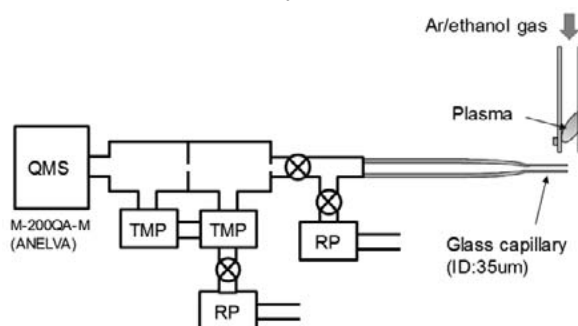 Ar/ethanol gas
Plasma
QMS
M-200QA-M
(ANELVA)
TMP
TMP
RP
RP
Glass capillary
(ID:35um)